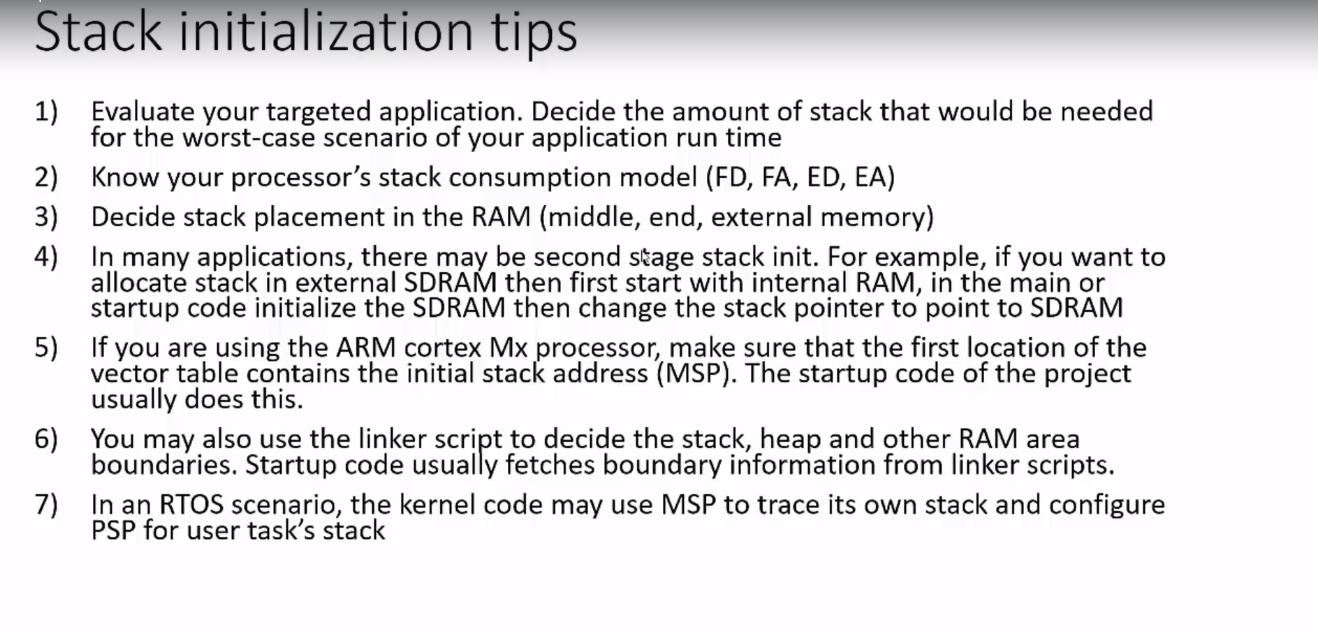 Stack initialization tips
1) Evaluate your targeted application. Decide the amount of stack that would be needed
for the worst-case scenario of your application run time
2) Know your processor's stack consumption model (FD, FA, ED, EA)
3) Decide stack placement in the RAM (middle, end, external memory)
4) In many applications, there may be second stage stack init. For example, if you want to
allocate stack in external SDRAM then first start with internal RAM, in the main or
startup code initialize the SDRAM then change the stack pointer to point to SDRAM
5) If you are using the ARM cortex Mx processor, make sure that the first location of the
vector table contains the initial stack address (MSP). The startup code of the project
usually does this.
6) You may also use the linker script to decide the stack, heap and other RAM area
boundaries. Startup code usually fetches boundary information from linker scripts.
7) In an RTOS scenario, the kernel code may use MSP to trace its own stack and configure
PSP for user task's stack